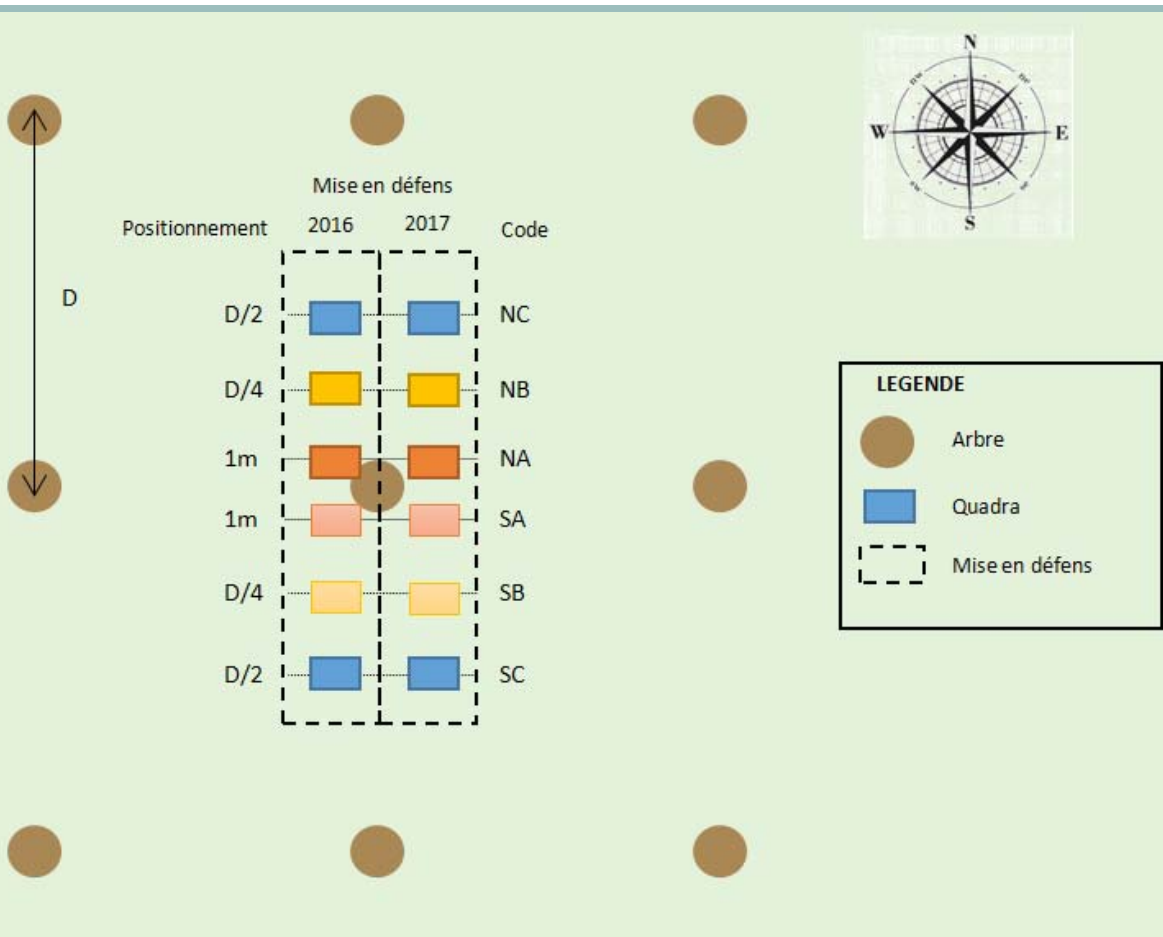 N
W
E
S
Mise en défens
Positionnement 2016 2017 Code
D
D/2 NC
D/4 NB
1m NA
1m SA
D/4 SB
D/2 SC
LEGENDE
Arbre
Quadra
Mise en défens